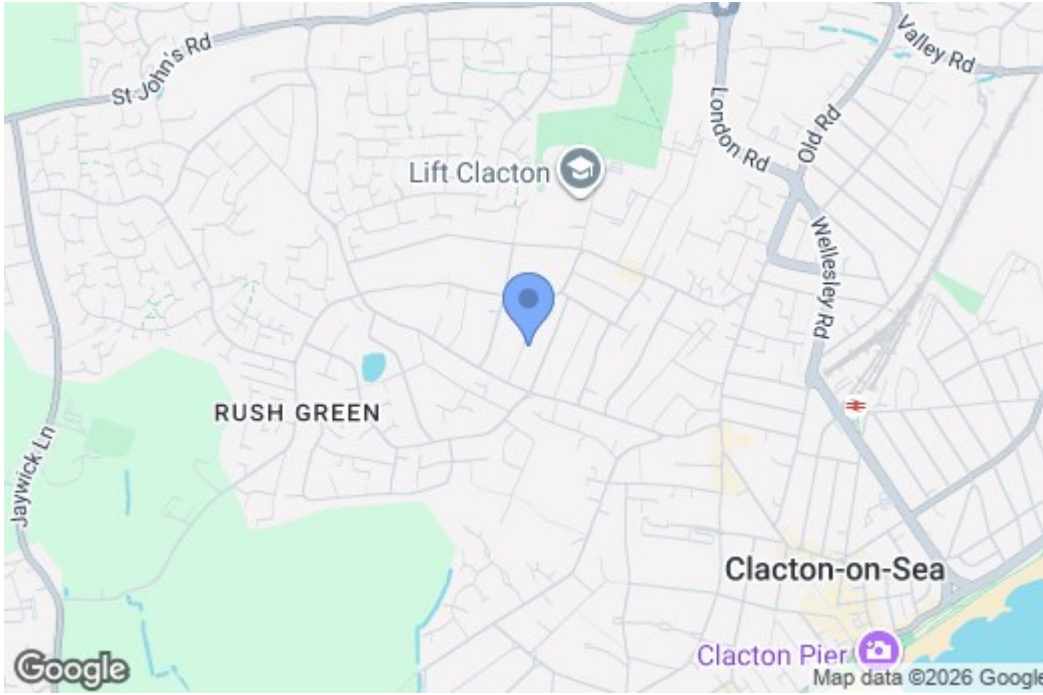 St John's Rd
Valley Rd
London Rd
Old Rd
Lift Clacton
Wellesley Rd
RUSH GREEN
Jaywick Ln
Clacton-on-Sea
Clacton Pier
Google
Map data ©2026 Google